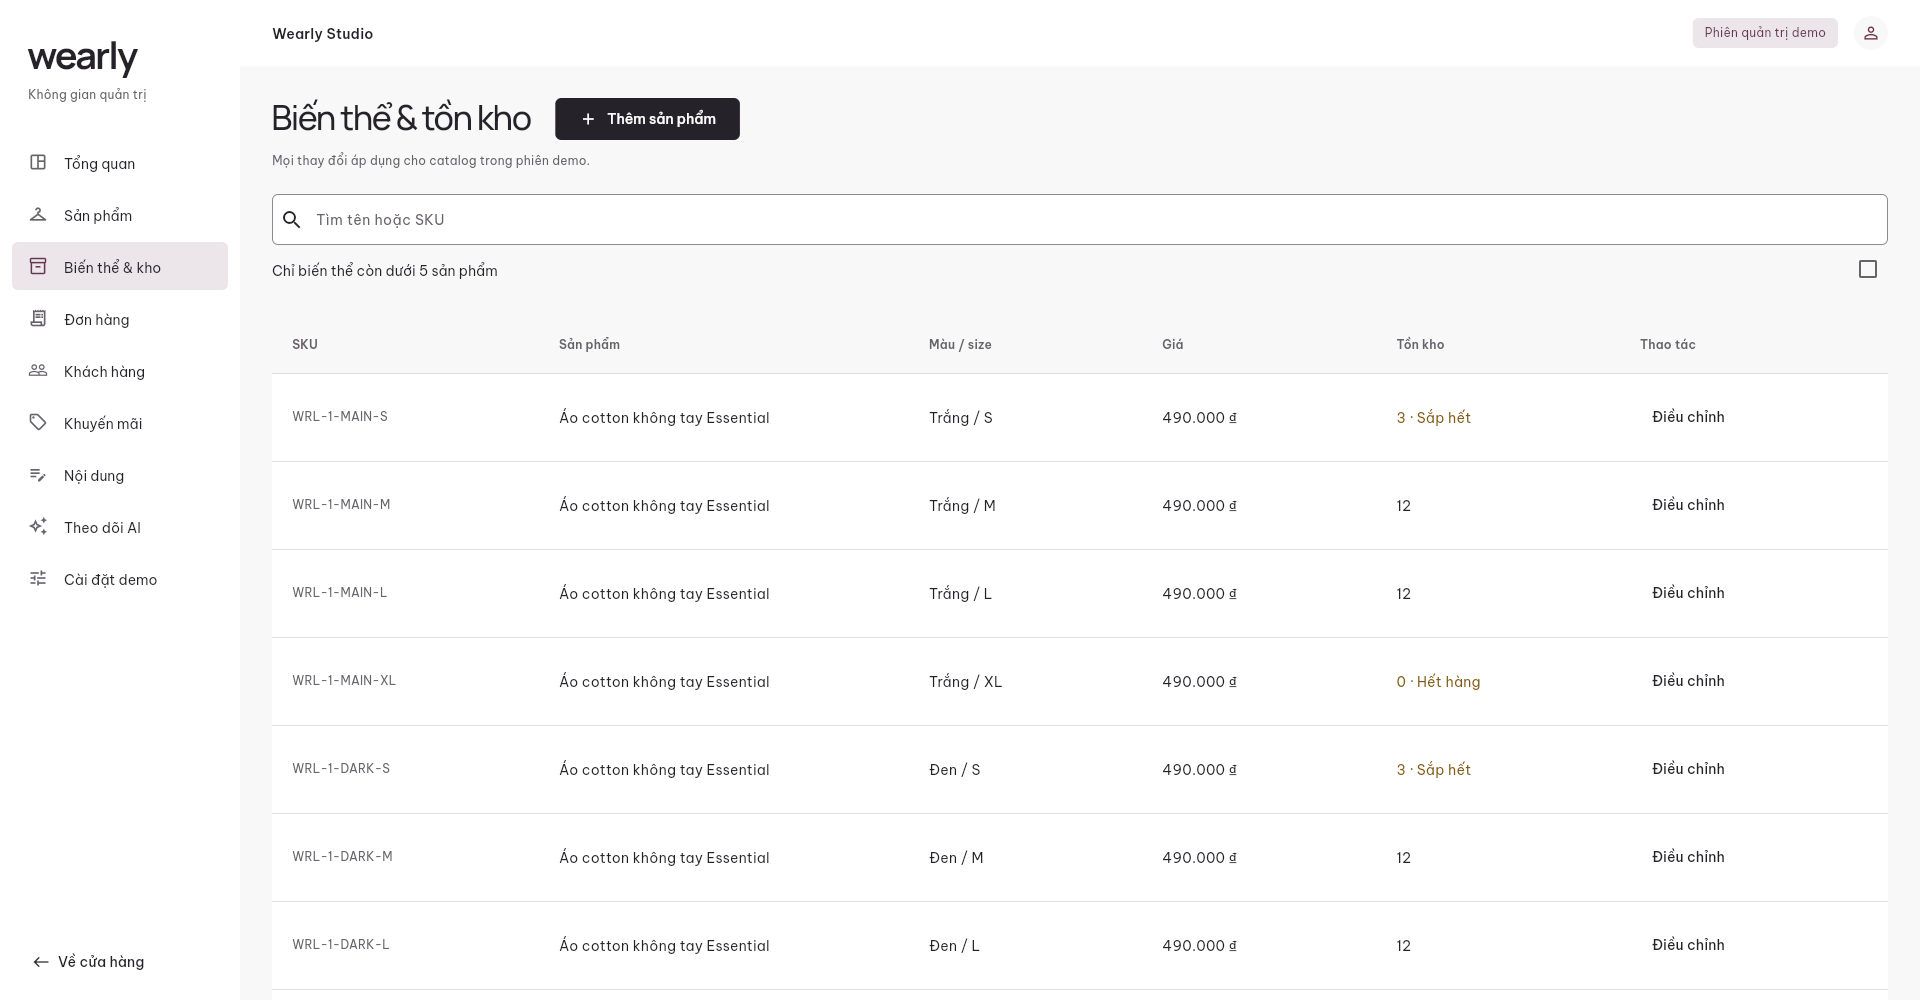 wearly
Không gian quản trị
Tổng quan
Sản phẩm
Biến thể & kho
Đơn hàng
Khách hàng
Khuyến mãi
Nội dung
Theo dõi AI
Cài đặt demo
Về cửa hàng
Wearly Studio
Phiên quản trị demo
Biến thể & tồn kho
Thêm sản phẩm
Mọi thay đổi áp dụng cho catalog trong phiên demo.
Tìm tên hoặc SKU
Chỉ biến thể còn dưới 5 sản phẩm
SKU Sản phẩm Màu / size Giá Tồn kho Thao tác
WRL-1-MAIN-S Áo cotton không tay Essential Trắng / S 490.000 ₫ 3 · Sắp hết Điều chỉnh
WRL-1-MAIN-M Áo cotton không tay Essential Trắng / M 490.000 ₫ 12 Điều chỉnh
WRL-1-MAIN-L Áo cotton không tay Essential Trắng / L 490.000 ₫ 12 Điều chỉnh
WRL-1-MAIN-XL Áo cotton không tay Essential Trắng / XL 490.000 ₫ 0 · Hết hàng Điều chỉnh
WRL-1-DARK-S Áo cotton không tay Essential Đen / S 490.000 ₫ 3 · Sắp hết Điều chỉnh
WRL-1-DARK-M Áo cotton không tay Essential Đen / M 490.000 ₫ 12 Điều chỉnh
WRL-1-DARK-L Áo cotton không tay Essential Đen / L 490.000 ₫ 12 Điều chỉnh